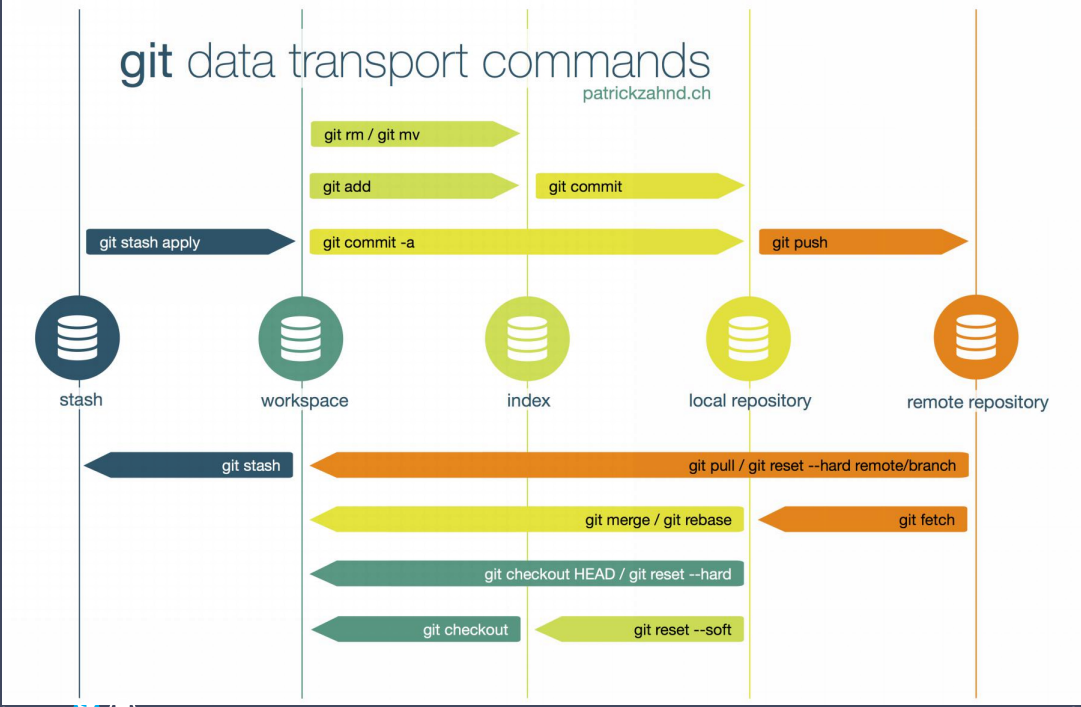 git data transport commands
patrickzahnd.ch
git rm / git mv
git add
git commit
git stash apply
git commit -a
git push
stash
workspace
index
local repository
remote repository
git stash
git pull / git reset --hard remote/branch
git merge / git rebase
git fetch
git checkout HEAD / git reset --hard
git checkout
git reset --soft